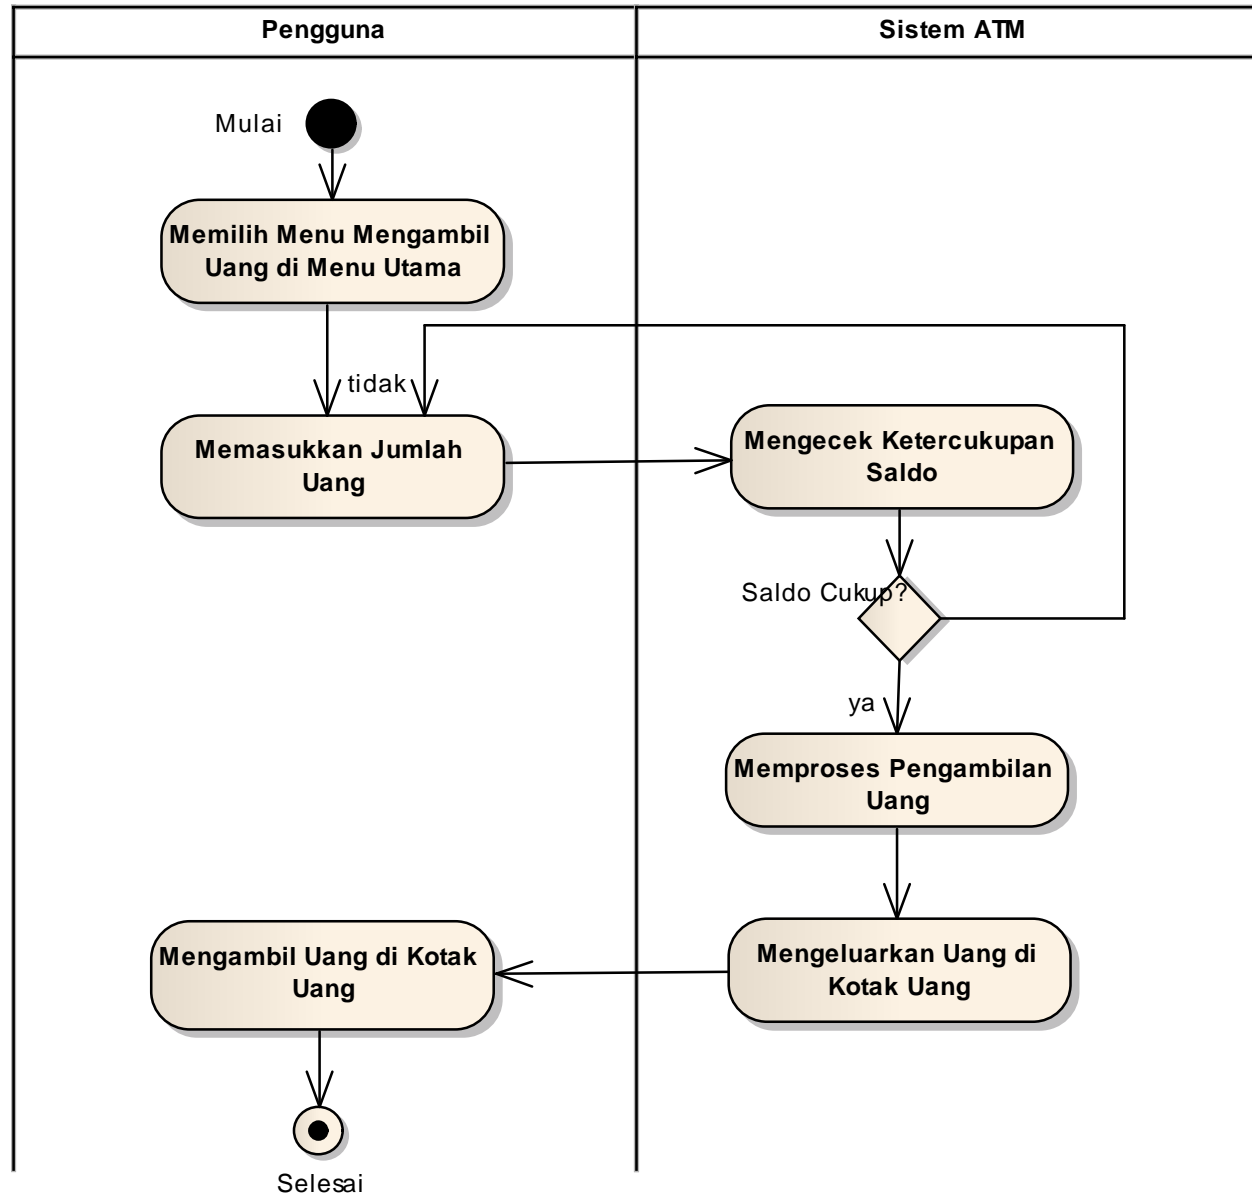 Pengguna
Sistem ATM
Mulai
Memilih Menu Mengambil
Uang di Menu Utama
tidak
Memasukkan Jumlah
Uang
Mengecek Ketercukupan
Saldo
Saldo Cukup?
ya
Memproses Pengambilan
Uang
Mengeluarkan Uang di
Kotak Uang
Mengambil Uang di Kotak
Uang
Selesai